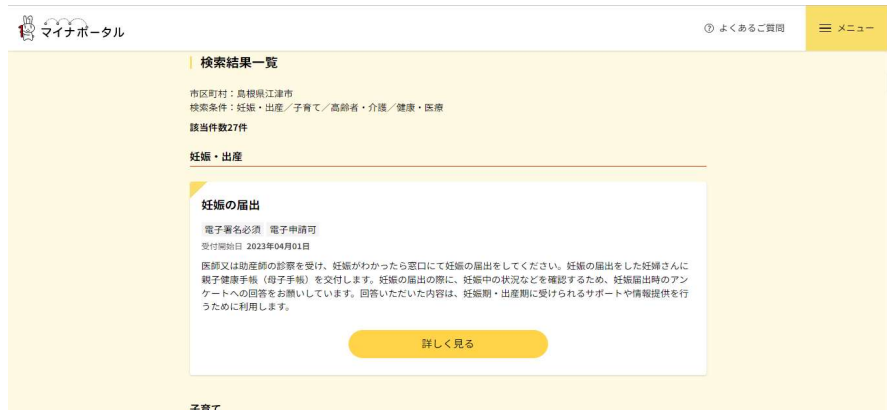 マイナポータル
よくあるご質問
メニュー
検索結果一覧
市区町村：島根県江津市
検索条件：妊娠・出産／子育て／高齢者・介護／健康・医療
該当件数27件
妊娠・出産
妊娠の届出
電子署名必須 電子申請可
受付開始日 2023年04月01日
医師又は助産師の診察を受け、妊娠がわかったら窓口にて妊娠の届出をしてください。妊娠の届出をした妊婦さんに
親子健康手帳（母子手帳）を交付します。妊娠の届出の際に、妊娠中の状況などを確認するため、妊娠届出時のアン
ケートへの回答をお願いしています。回答いただいた内容は、妊娠期・出産期に受けられるサポートや情報提供を行
うために利用します。
詳しく見る
子育て